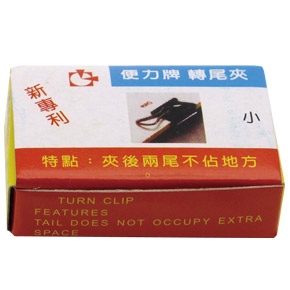 便力牌 轉尾夾
新專利
小
特點：夾後兩尾不佔地方
TURN CLIP
FEATURES
TAIL DOES NOT OCCUPY EXTRA
SPACE